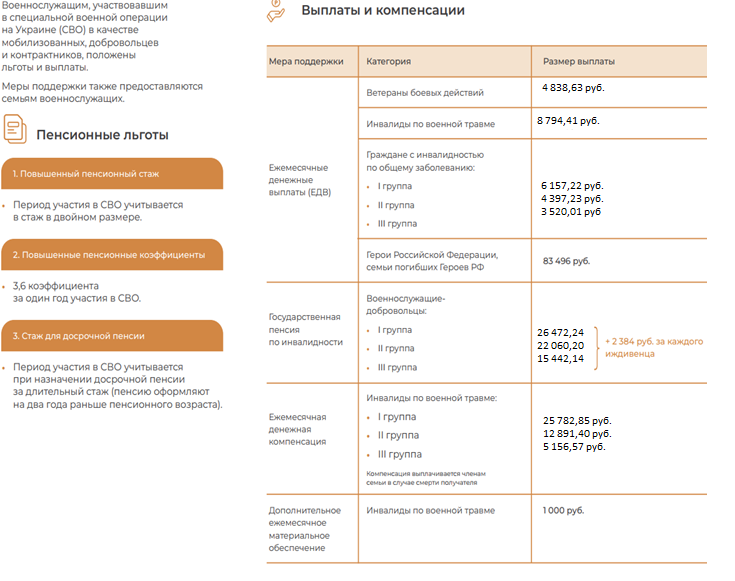 Военнослужащим, участвовавшим
в специальной военной операции
на Украине (СВО) в качестве
мобилизованных, добровольцев
и контрактников, положены
льготы и выплаты.
Меры поддержки также предоставляются
семьям военнослужащих.
Пенсионные льготы
1. Повышенный пенсионный стаж
• Период участия в СВО учитывается
в стаж в двойном размере.
2. Повышенные пенсионные коэффициенты
• 3,6 коэффициента
за один год участия в СВО.
3. Стаж для досрочной пенсии
• Период участия в СВО учитывается
при назначении досрочной пенсии
за длительный стаж (пенсию оформляют
на два года раньше пенсионного возраста).
₽
Выплаты и компенсации
Мера поддержки Категория Размер выплаты
Ежемесячные
денежные
выплаты (ЕДВ)
Ветераны боевых действий 4 838,63 руб.
Инвалиды по военной травме 8 794,41 руб.
Граждане с инвалидностью
по общему заболеванию:
• I группа 6 157,22 руб.
• II группа 4 397,23 руб.
• III группа 3 520,01 руб
Герои Российской Федерации,
семьи погибших Героев РФ 83 496 руб.
Государственная
пенсия
по инвалидности
Военнослужащие-
добровольцы:
• I группа 26 472,24
• II группа 22 060,20
• III группа 15 442,14
+ 2 384 руб. за каждого
иждивенца
Ежемесячная
денежная
компенсация
Инвалиды по военной травме:
• I группа 25 782,85 руб.
• II группа 12 891,40 руб.
• III группа 5 156,57 руб.
Компенсация выплачивается членам
семьи в случае смерти получателя
Дополнительное
ежемесячное
материальное
обеспечение
Инвалиды по военной травме 1 000 руб.